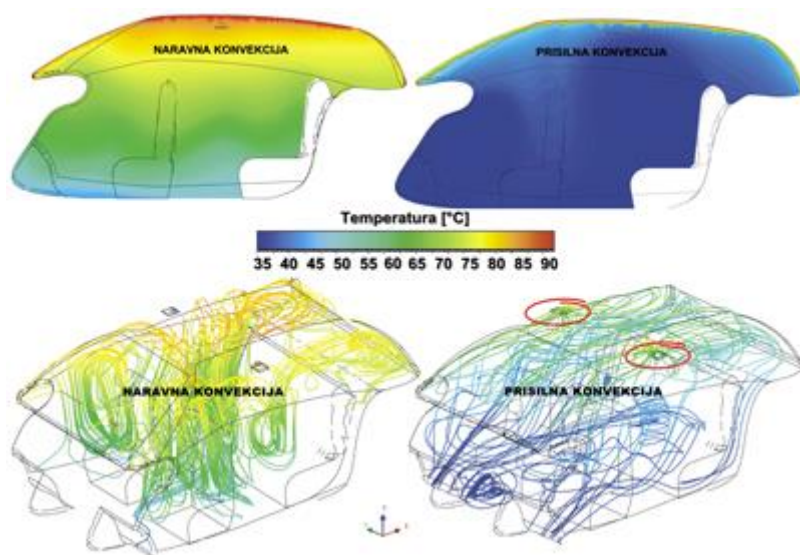 NARAVNA KONVEKCIJA
PRISILNA KONVEKCIJA
Temperatura [°C]
35 40 45 50 55 60 65 70 75 80 85 90
NARAVNA KONVEKCIJA
PRISILNA KONVEKCIJA